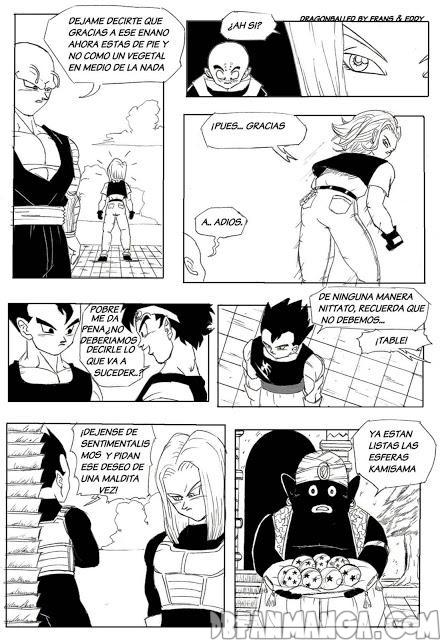 DRAGONBALLED BY FRANS & EDDY
DEJAME DECIRTE QUE
GRACIAS A ESE ENANO
AHORA ESTAS DE PIE Y
NO COMO UN VEGETAL
EN MEDIO DE LA NADA
¿AH SI?
¡PUES... GRACIAS
A.. ADIOS.
POBRE
ME DA
PENA¿NO
DEBERIAMOS
DECIRLE LO
QUE VA A
SUCEDER..?
DE NINGUNA MANERA
NITTATO, RECUERDA QUE
NO DEBEMOS...
¡TABLE!
¡DEJENSE DE
SENTIMENTALIS
MOS Y PIDAN
ESE DESEO DE
UNA MALDITA
VEZ!
YA ESTAN
LISTAS LAS
ESFERAS
KAMISAMA
DBFANMANGA.COM